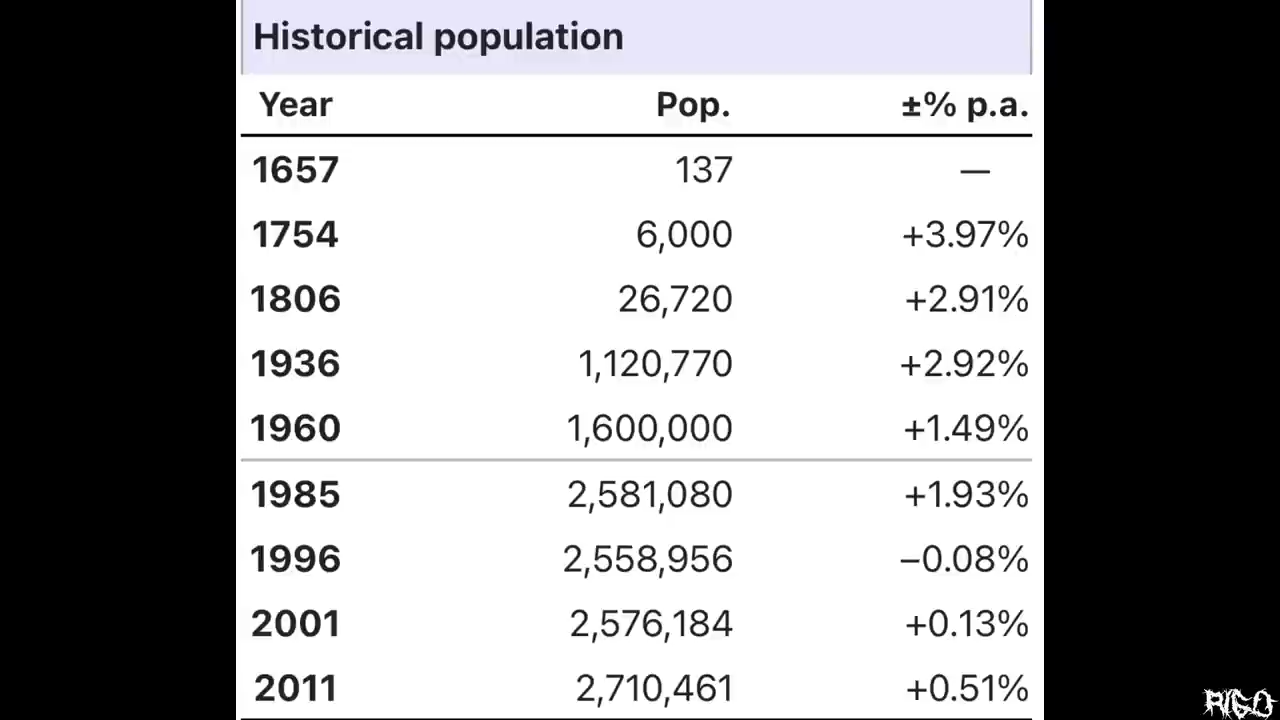 Historical population
Year Pop. ±% p.a.
1657 137 —
1754 6,000 +3.97%
1806 26,720 +2.91%
1936 1,120,770 +2.92%
1960 1,600,000 +1.49%
1985 2,581,080 +1.93%
1996 2,558,956 −0.08%
2001 2,576,184 +0.13%
2011 2,710,461 +0.51%
RIGO